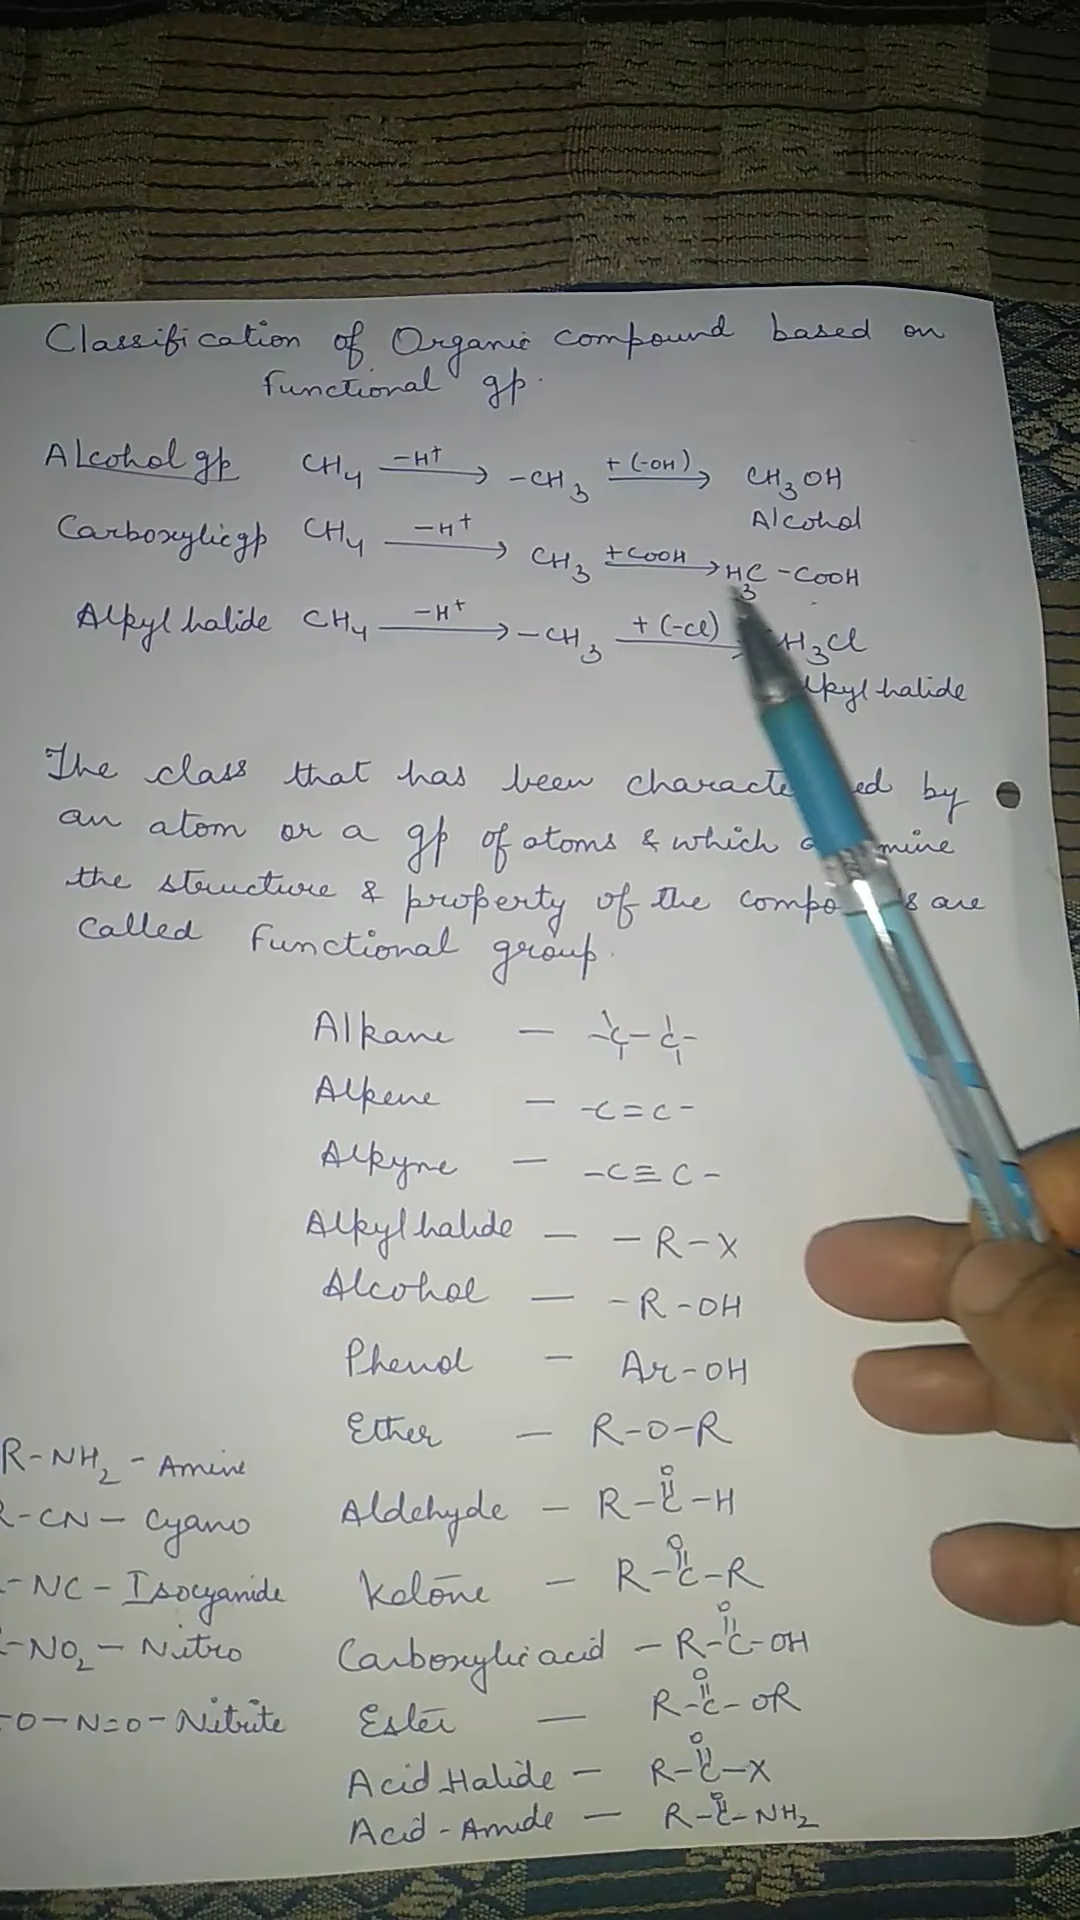 Classification of Organic compound based on
functional gp.
Alcohol gp CH4 -H+→ -CH3 +(-OH)→ CH3OH
Alcohol
Carboxylic gp CH4 -H+→ CH3 +COOH→ H3C-COOH
Alkyl halide CH4 -H+→ -CH3 +(-Cl)→ H3Cl
lkyl halide
The class that has been characte ed by
an atom or a gp of atoms & which mine
the structure & property of the compo s are
called functional group.
Alkane — -C-C-
Alkene — -C=C-
Alkyne — -C≡C-
Alkyl halide — -R-X
Alcohol — -R-OH
Phenol — Ar-OH
Ether — R-O-R
Aldehyde — R-C(=O)-H
Ketone — R-C(=O)-R
Carboxylic acid — R-C(=O)-OH
Ester — R-C(=O)-OR
Acid Halide — R-C(=O)-X
Acid-Amide — R-C(=O)-NH2
R-NH2 - Amine
R-CN — Cyano
-NC - Isocyanide
-NO2 — Nitro
-O-N=O - Nitrite